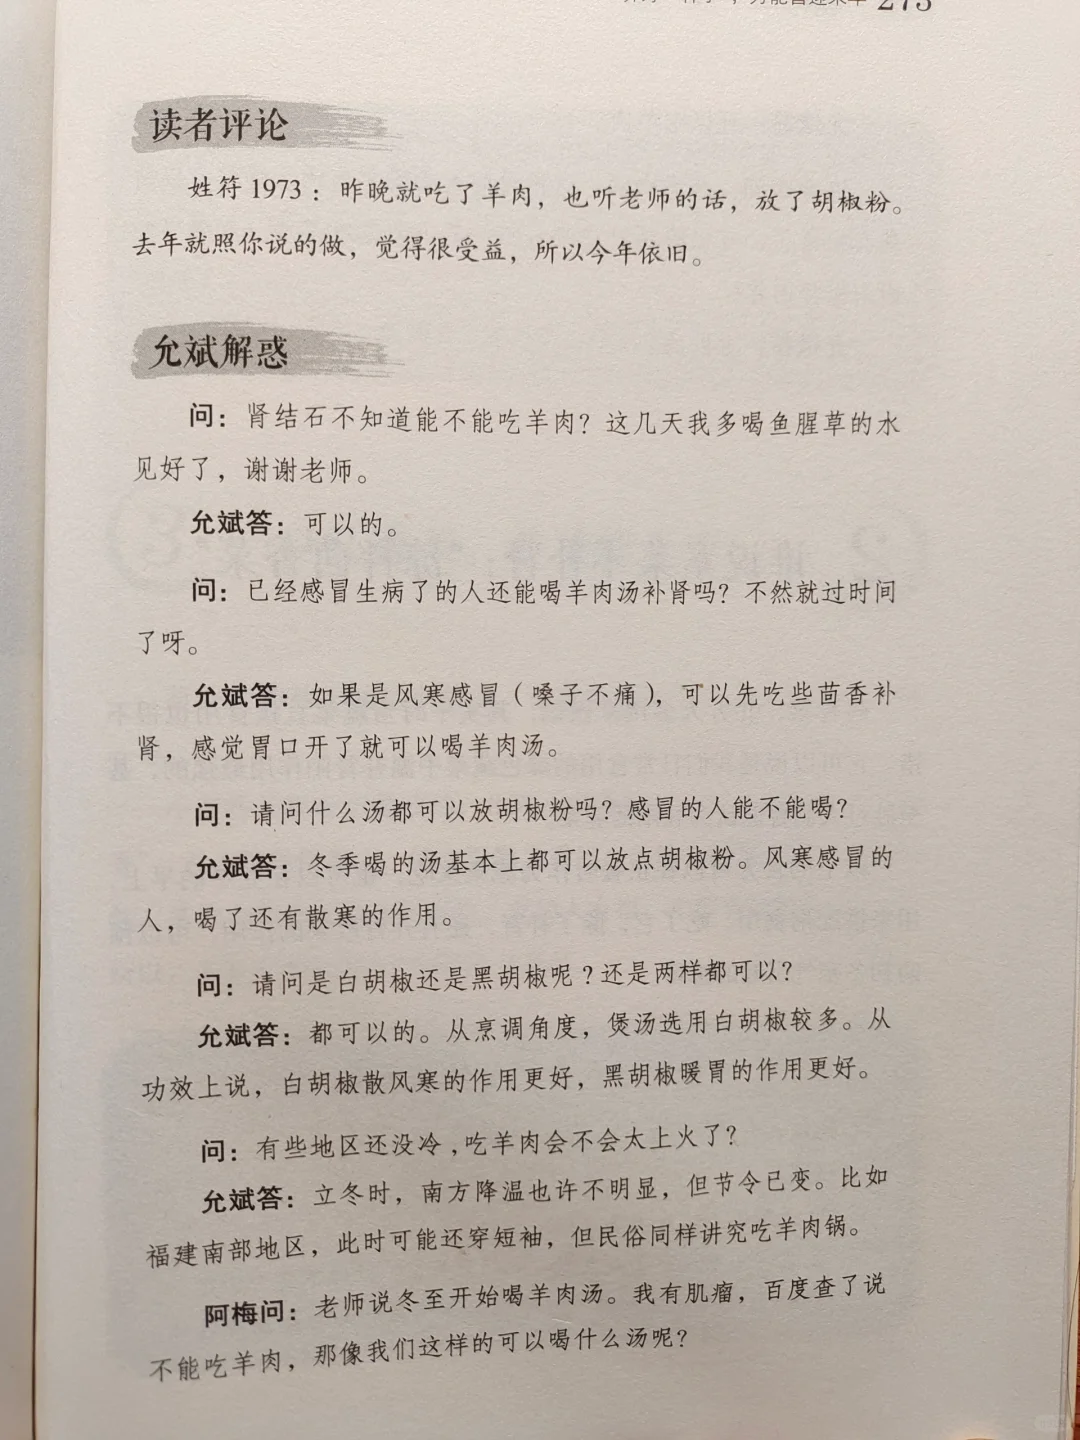 273
读者评论
姓符1973：昨晚就吃了羊肉，也听老师的话，放了胡椒粉。
去年就照你说的做，觉得很受益，所以今年依旧。
允斌解惑
问：肾结石不知道能不能吃羊肉？这几天我多喝鱼腥草的水
见好了，谢谢老师。
允斌答：可以的。
问：已经感冒生病了的人还能喝羊肉汤补肾吗？不然就过时间
了呀。
允斌答：如果是风寒感冒（嗓子不痛），可以先吃些茴香补
肾，感觉胃口开了就可以喝羊肉汤。
问：请问什么汤都可以放胡椒粉吗？感冒的人能不能喝？
允斌答：冬季喝的汤基本上都可以放点胡椒粉。风寒感冒的
人，喝了还有散寒的作用。
问：请问是白胡椒还是黑胡椒呢？还是两样都可以？
允斌答：都可以的。从烹调角度，煲汤选用白胡椒较多。从
功效上说，白胡椒散风寒的作用更好，黑胡椒暖胃的作用更好。
问：有些地区还没冷，吃羊肉会不会太上火了？
允斌答：立冬时，南方降温也许不明显，但节令已变。比如
福建南部地区，此时可能还穿短袖，但民俗同样讲究吃羊肉锅。
阿梅问：老师说冬至开始喝羊肉汤。我有肌瘤，百度查了说
不能吃羊肉，那像我们这样的可以喝什么汤呢？